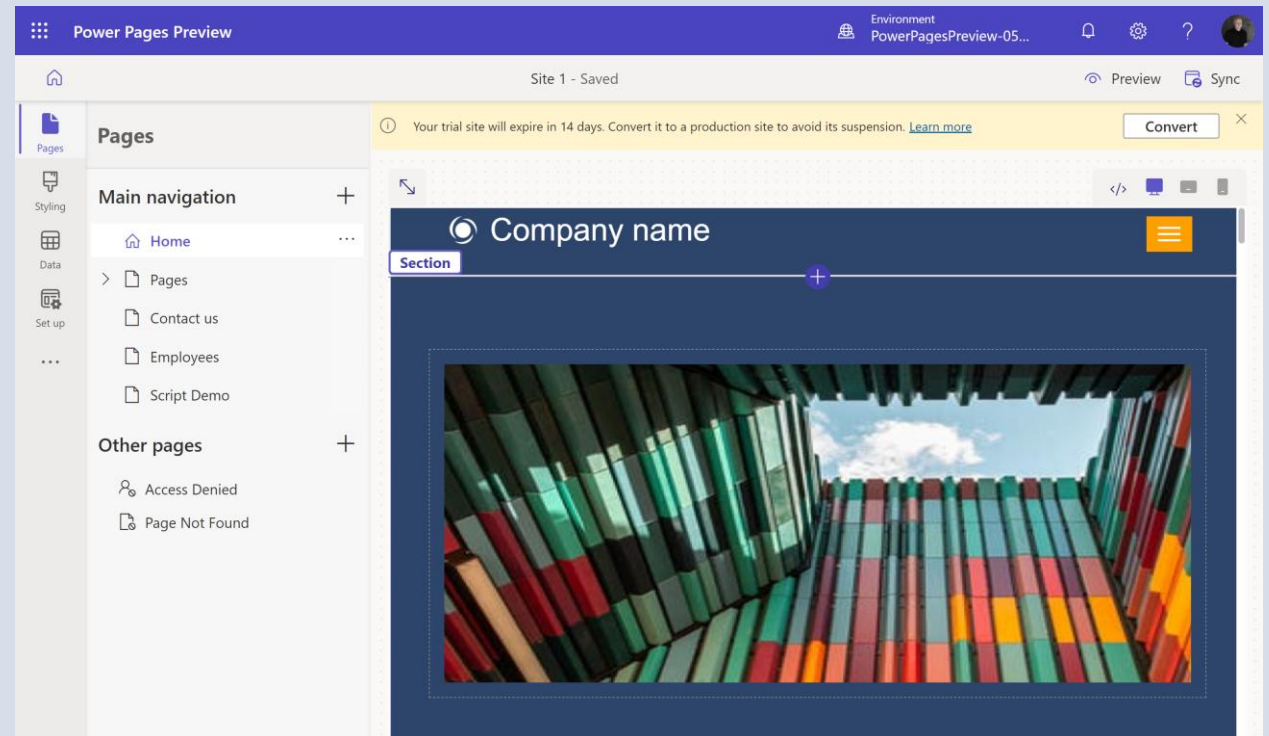 Power Pages Preview
Environment
PowerPagesPreview-05...
Site 1 - Saved
Preview
Sync
Pages
Styling
Data
Set up
Pages
Main navigation
Home
Pages
Contact us
Employees
Script Demo
Other pages
Access Denied
Page Not Found
Your trial site will expire in 14 days. Convert it to a production site to avoid its suspension. Learn more
Convert
</>
Company name
Section